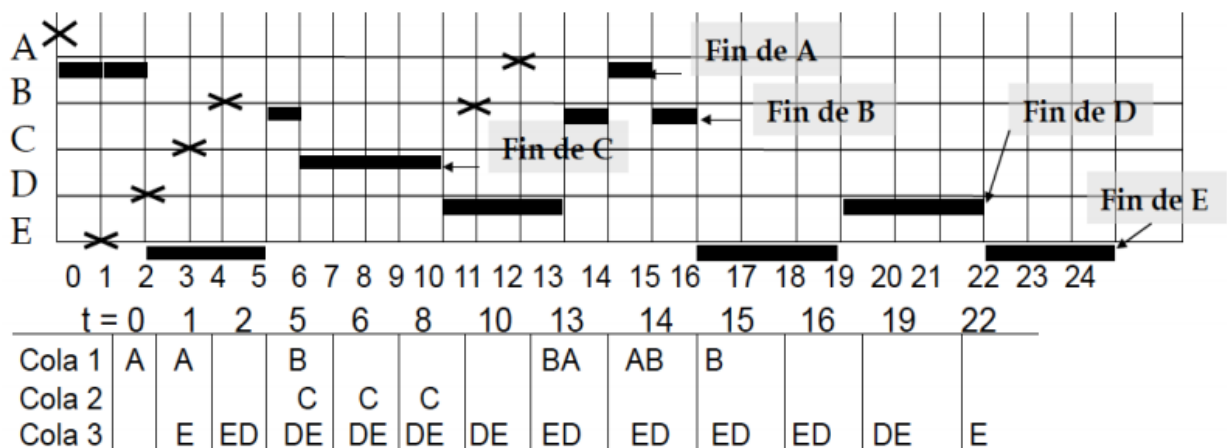 A
Fin de A
B
Fin de B
Fin de D
C
Fin de C
D
Fin de E
E
0 1 2 3 4 5 6 7 8 9 10 11 12 13 14 15 16 17 18 19 20 21 22 23 24
t = 0 1 2 5 6 8 10 13 14 15 16 19 22
Cola 1 A A B BA AB B
Cola 2 C C C
Cola 3 E ED DE DE DE DE ED ED ED ED DE E